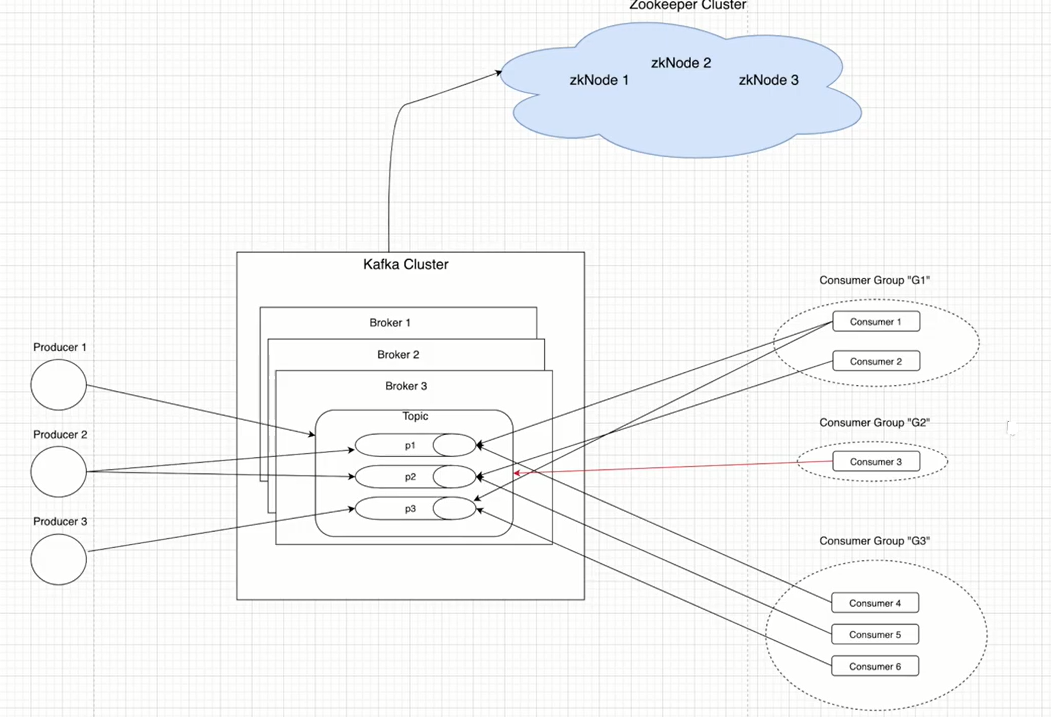 Zookeeper Cluster
zkNode 2
zkNode 1
zkNode 3
Kafka Cluster
Broker 1
Broker 2
Broker 3
Topic
p1
p2
p3
Producer 1
Producer 2
Producer 3
Consumer Group "G1"
Consumer 1
Consumer 2
Consumer Group "G2"
Consumer 3
Consumer Group "G3"
Consumer 4
Consumer 5
Consumer 6